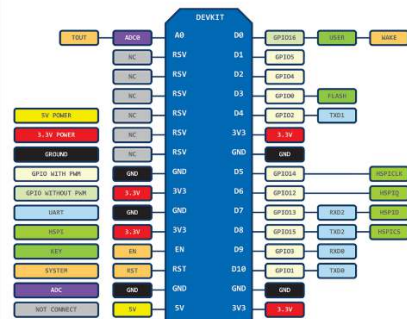 DEVKIT
TOUT ADC0 A0 D0 GPIO16 USER WAKE
NC RSV D1 GPIO5
NC RSV D2 GPIO4
NC RSV D3 GPIO0 FLASH
5V POWER NC RSV D4 GPIO2 TXD1
3.3V POWER NC RSV 3V3 3.3V
GROUND NC RSV GND GND
GPIO WITH PWM GND GND D5 GPIO14 HSPICLK
GPIO WITHOUT PWM 3.3V 3V3 D6 GPIO12 HSPIQ
UART GND GND D7 GPIO13 RXD2 HSPID
HSPI 3.3V 3V3 D8 GPIO15 TXD2 HSPICS
KEY EN EN D9 GPIO3 RXD0
SYSTEM RST RST D10 GPIO1 TXD0
ADC GND GND GND GND
NOT CONNECT 5V 5V 3V3 3.3V